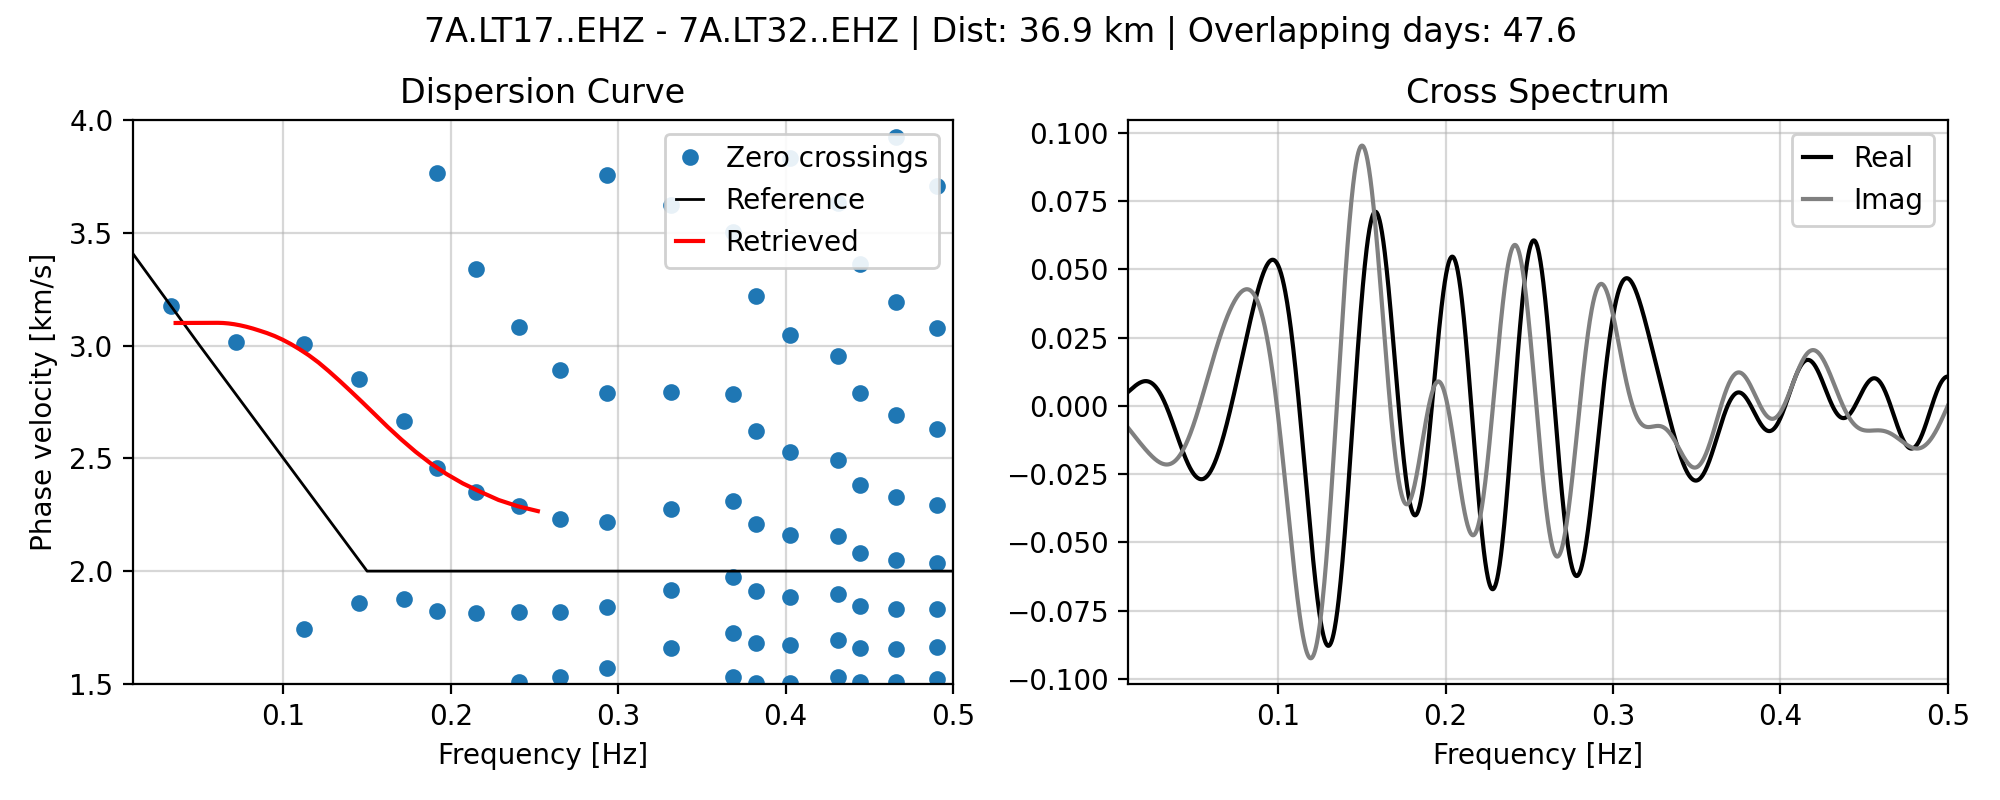 7A.LT17..EHZ - 7A.LT32..EHZ | Dist: 36.9 km | Overlapping days: 47.6
Dispersion Curve
Phase velocity [km/s]
4.0
3.5
3.0
2.5
2.0
1.5
0.1
0.2
0.3
0.4
0.5
Frequency [Hz]
Zero crossings
Reference
Retrieved
Cross Spectrum
0.100
0.075
0.050
0.025
0.000
−0.025
−0.050
−0.075
−0.100
0.1
0.2
0.3
0.4
0.5
Frequency [Hz]
Real
Imag